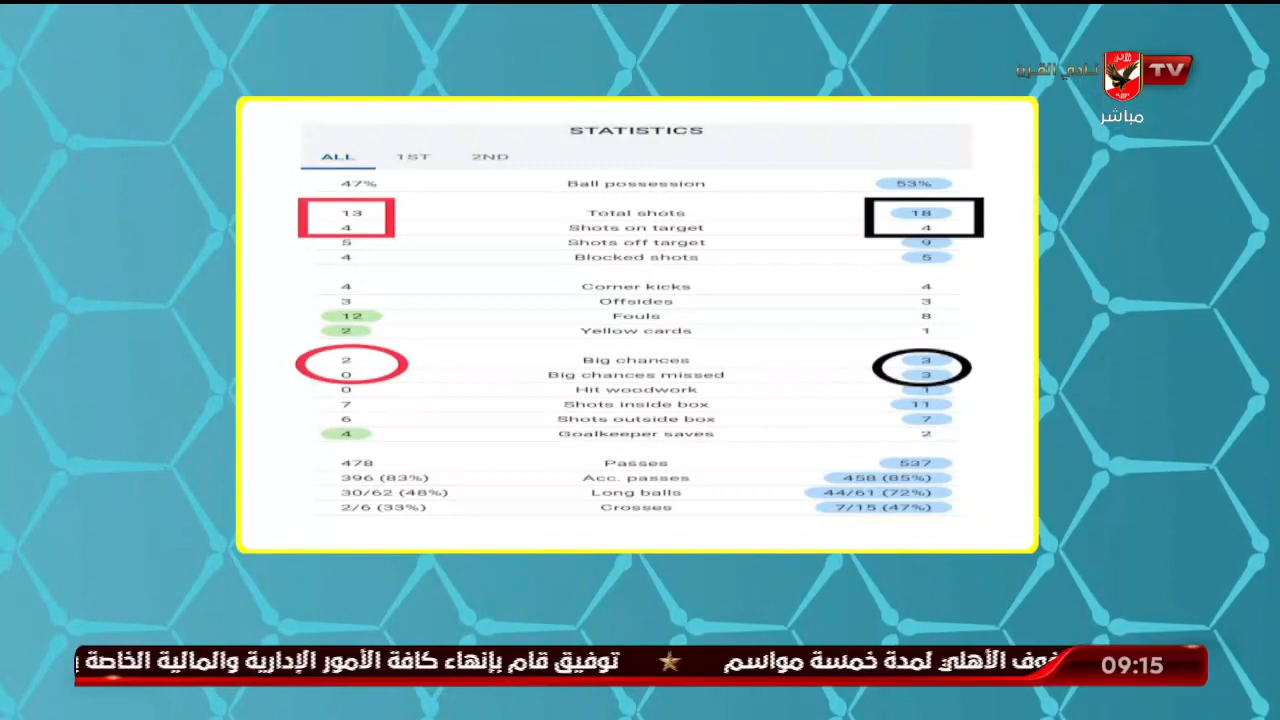 نادي القرن
TV
مباشر
STATISTICS
ALL 1ST 2ND
47% Ball possession 53%
13 Total shots 18
4 Shots on target 4
5 Shots off target 9
4 Blocked shots 5
4 Corner kicks 4
3 Offsides 3
12 Fouls 8
2 Yellow cards 1
2 Big chances 3
0 Big chances missed 3
0 Hit woodwork 1
7 Shots inside box 11
6 Shots outside box 7
4 Goalkeeper saves 2
478 Passes 537
396 (83%) Acc. passes 458 (85%)
30/62 (48%) Long balls 44/61 (72%)
2/6 (33%) Crosses 7/15 (47%)
الأهلي لمدة خمسة مواسم ★ توفيق قام بإنهاء كافة الأمور الإدارية والمالية الخاصة
09:15